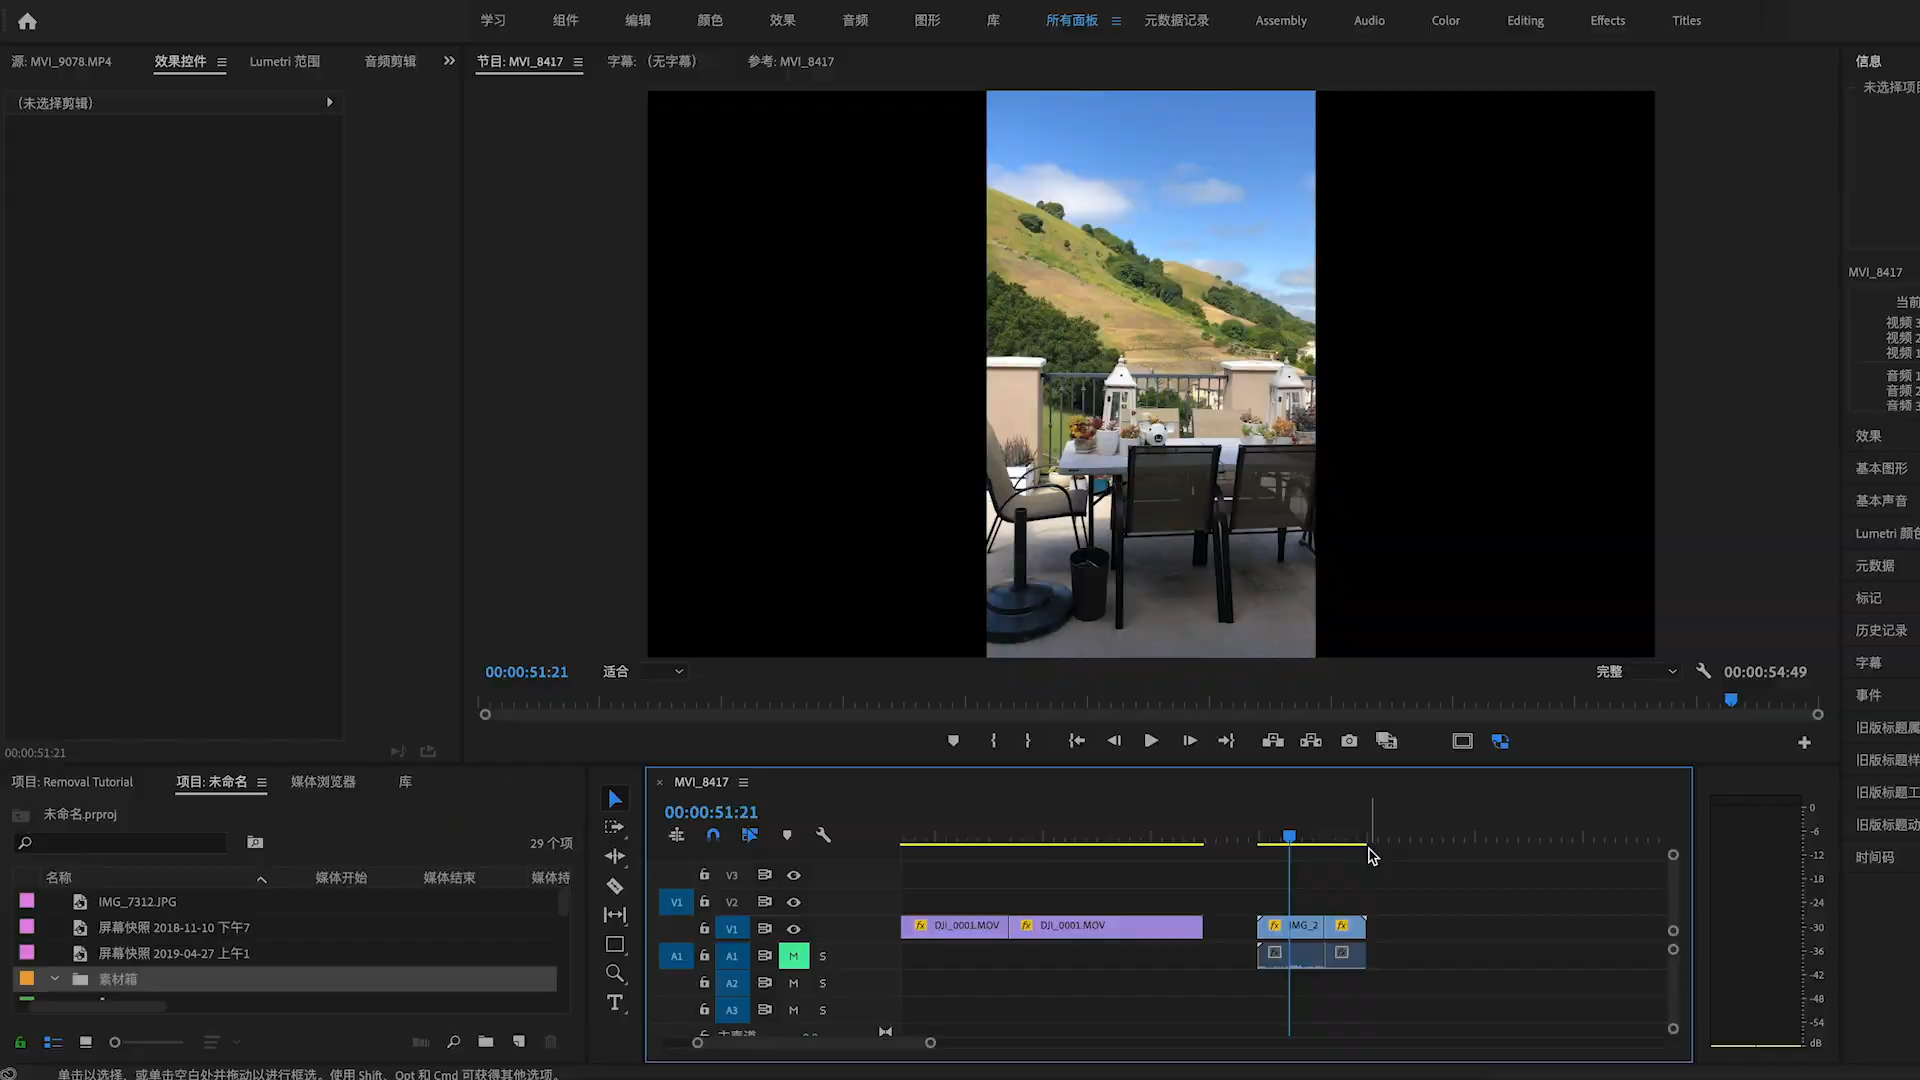 学习 组件 编辑 颜色 效果 音频 图形 库 所有面板 元数据记录 Assembly Audio Color Editing Effects Titles
源: MVI_9078.MP4 效果控件 Lumetri 范围 音频剪辑
节目: MVI_8417 字幕: (无字幕) 参考: MVI_8417
信息
(未选择剪辑)
未选择项目
MVI_8417
当前
视频 3
视频 2
视频 1
音频 1
音频 2
音频 3
效果
基本图形
基本声音
Lumetri 颜色
元数据
标记
历史记录
字幕
事件
旧版标题属
旧版标题样
旧版标题工
旧版标题动
时间码
00:00:51:21 适合 完整 00:00:54:49
00:00:51:21
项目: Removal Tutorial 项目: 未命名 媒体浏览器 库
未命名.prproj
29 个项
名称 媒体开始 媒体结束 媒体持
IMG_7312.JPG
屏幕快照 2018-11-10 下午7
屏幕快照 2019-04-27 上午1
素材箱
MVI_8417
00:00:51:21
V3
V1 V2
V1 fx DJI_0001.MOV fx DJI_0001.MOV fx IMG_2 fx
A1 A1 M S
A2 M S
A3 M S
0
-6
-12
-18
-24
-30
-36
-42
-48
-54
dB
单击以选择，或单击空白处并拖动以进行框选。使用 Shift、Opt 和 Cmd 可获得其他选项。